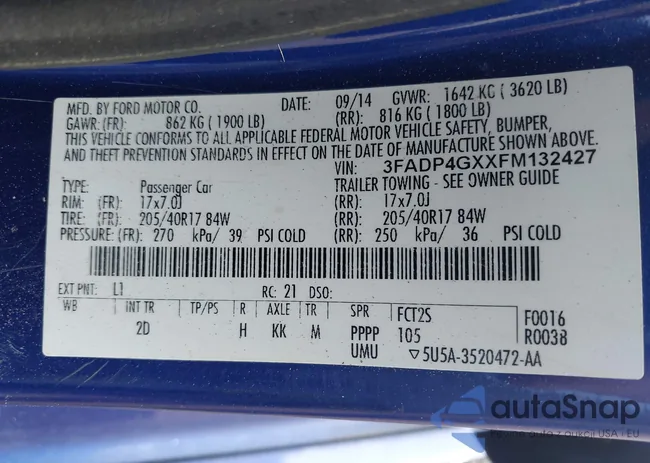 MFD. BY FORD MOTOR CO. DATE: 09/14 GVWR: 1642 KG ( 3620 LB)
GAWR: (FR): 862 KG ( 1900 LB) (RR): 816 KG ( 1800 LB)
THIS VEHICLE CONFORMS TO ALL APPLICABLE FEDERAL MOTOR VEHICLE SAFETY, BUMPER,
AND THEFT PREVENTION STANDARDS IN EFFECT ON THE DATE OF MANUFACTURE SHOWN ABOVE.
VIN: 3FADP4GXXFM132427
TYPE: Passenger Car TRAILER TOWING - SEE OWNER GUIDE
RIM: (FR): 17x7.0J (RR): 17x7.0J
TIRE: (FR): 205/40R17 84W (RR): 205/40R17 84W
PRESSURE: (FR): 270 kPa/ 39 PSI COLD (RR): 250 kPa/ 36 PSI COLD
EXT PNT: L1 RC: 21 DSO:
WB INT TR TP/PS R AXLE TR SPR FCT2S F0016
2D H KK M PPPP 105 R0038
UMU ▽5U5A-3520472-AA
autaSnap